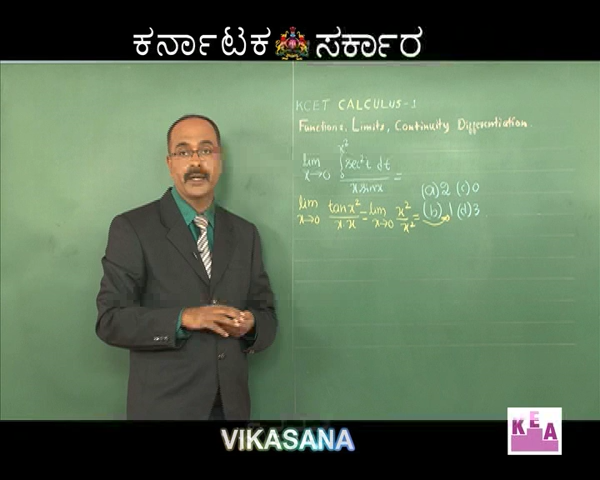 ಕರ್ನಾಟಕ ಸರ್ಕಾರ
KCET CALCULUS-1
Functions, Limits, Continuity Differentiation.
lim x→0 ∫₀^{x²} sec²t dt / x sinx =
(a) 2 (c) 0
lim x→0 tan x² / x·x = lim x→0 x²/x² = (b) 1 (d) 3
VIKASANA
KEA